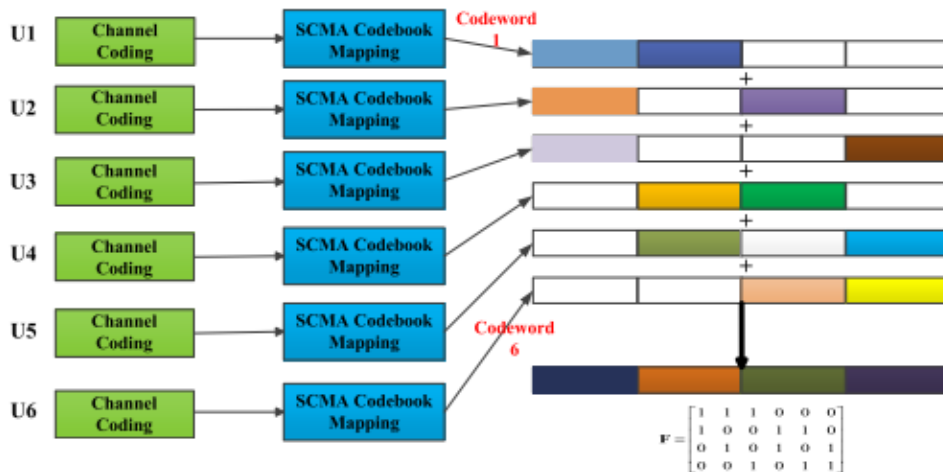 U1
Channel
Coding
SCMA Codebook
Mapping
Codeword
1
+
U2
Channel
Coding
SCMA Codebook
Mapping
+
U3
Channel
Coding
SCMA Codebook
Mapping
+
U4
Channel
Coding
SCMA Codebook
Mapping
+
U5
Channel
Coding
SCMA Codebook
Mapping
+
Codeword
6
U6
Channel
Coding
SCMA Codebook
Mapping
F =
1 1 1 0 0 0
1 0 0 1 1 0
0 1 0 1 0 1
0 0 1 0 1 1